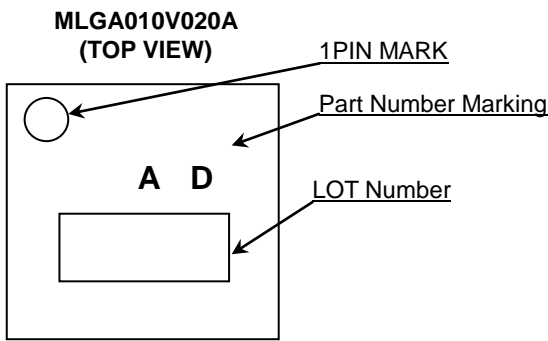 MLGA010V020A
(TOP VIEW)
1PIN MARK
Part Number Marking
A D
LOT Number